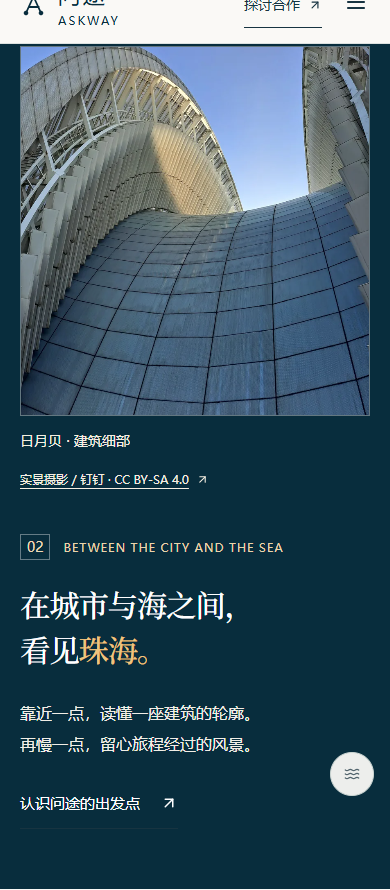 问途
探讨合作 ↗
ASKWAY
日月贝 · 建筑细部
实景摄影 / 钉钉 · CC BY-SA 4.0 ↗
02 BETWEEN THE CITY AND THE SEA
在城市与海之间，
看见珠海。
靠近一点，读懂一座建筑的轮廓。
再慢一点，留心旅程经过的风景。
认识问途的出发点 ↗